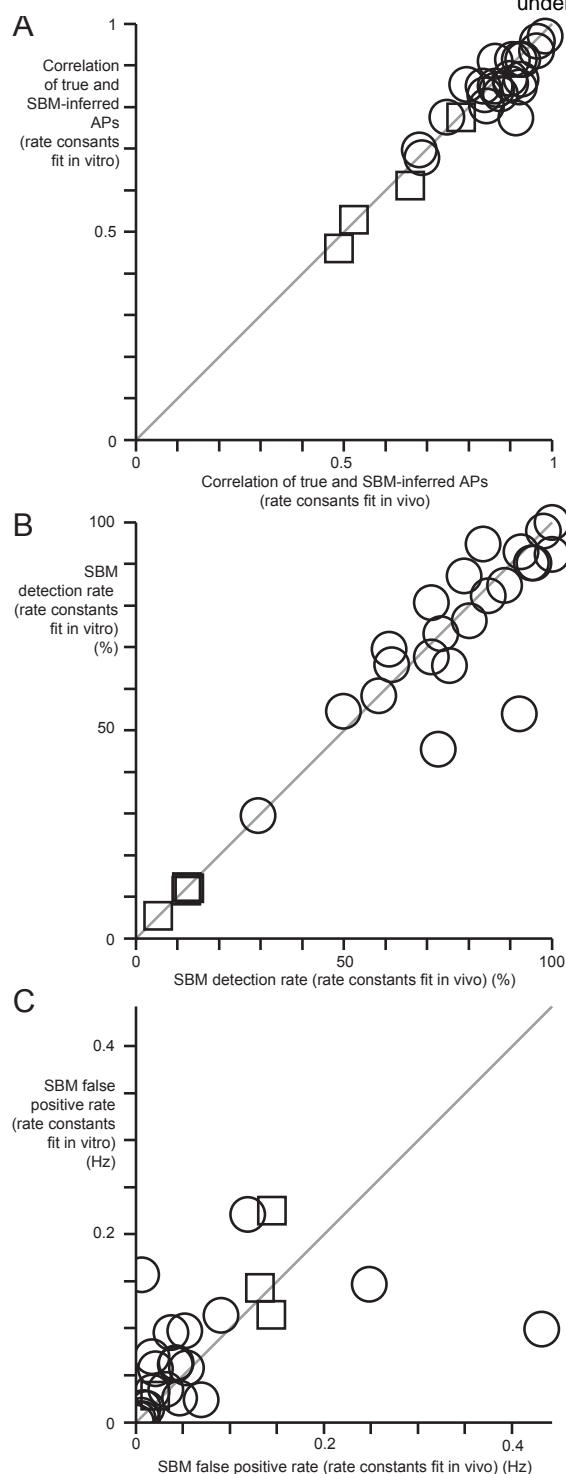 under
A
1
Correlation
of true and
SBM-inferred
APs
(rate consants
fit in vitro)
0.5
0
0
0.5
1
Correlation of true and SBM-inferred APs
(rate consants fit in vivo)
B
100
SBM
detection rate
(rate constants
fit in vitro)
(%)
50
0
0
50
100
SBM detection rate (rate constants fit in vivo) (%)
C
0.4
SBM false
positive rate
(rate constants
fit in vitro)
(Hz)
0.2
0
0
0.2
0.4
SBM false positive rate (rate constants fit in vivo) (Hz)